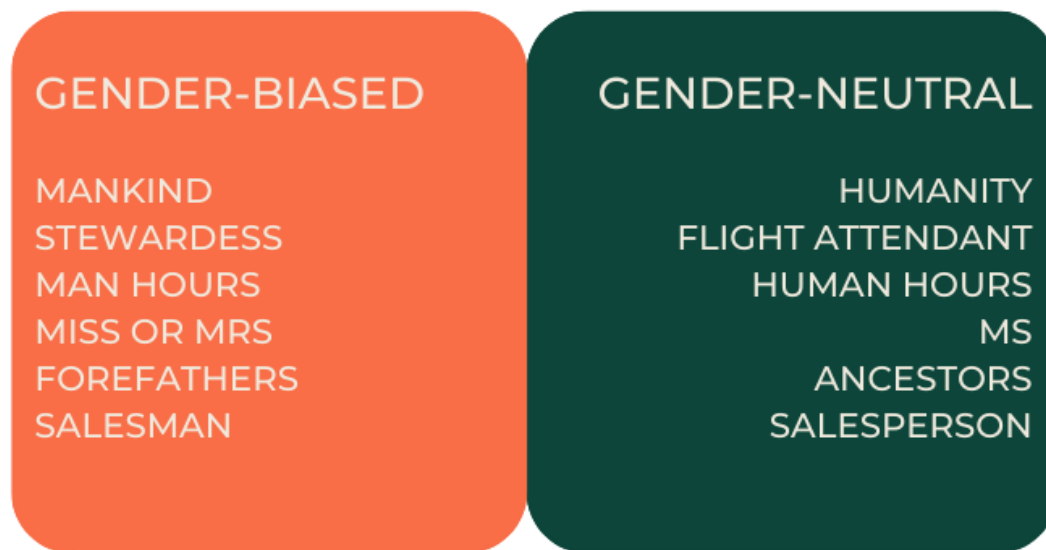 GENDER-BIASED
MANKIND
STEWARDESS
MAN HOURS
MISS OR MRS
FOREFATHERS
SALESMAN
GENDER-NEUTRAL
HUMANITY
FLIGHT ATTENDANT
HUMAN HOURS
MS
ANCESTORS
SALESPERSON